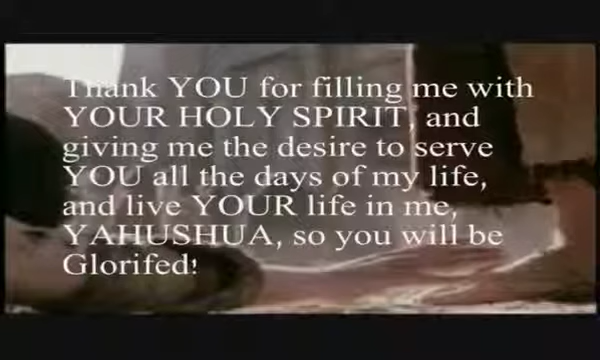 Thank YOU for filling me with
YOUR HOLY SPIRIT, and
giving me the desire to serve
YOU all the days of my life,
and live YOUR life in me,
YAHUSHUA, so you will be
Glorifed!